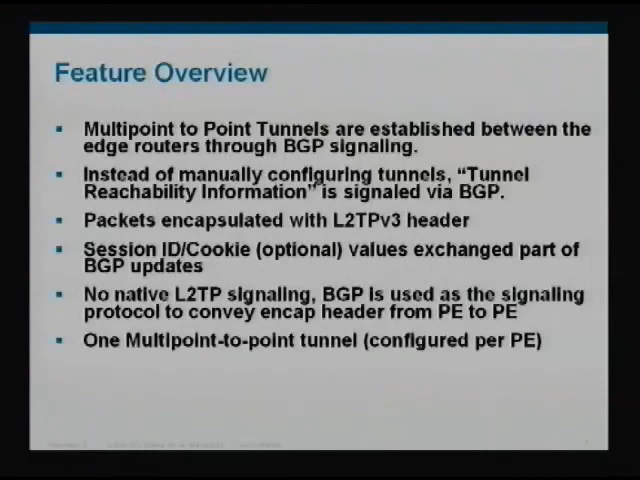 Feature Overview
Multipoint to Point Tunnels are established between the
edge routers through BGP signaling.
Instead of manually configuring tunnels, “Tunnel
Reachability Information” is signaled via BGP.
Packets encapsulated with L2TPv3 header
Session ID/Cookie (optional) values exchanged part of
BGP updates
No native L2TP signaling, BGP is used as the signaling
protocol to convey encap header from PE to PE
One Multipoint-to-point tunnel (configured per PE)